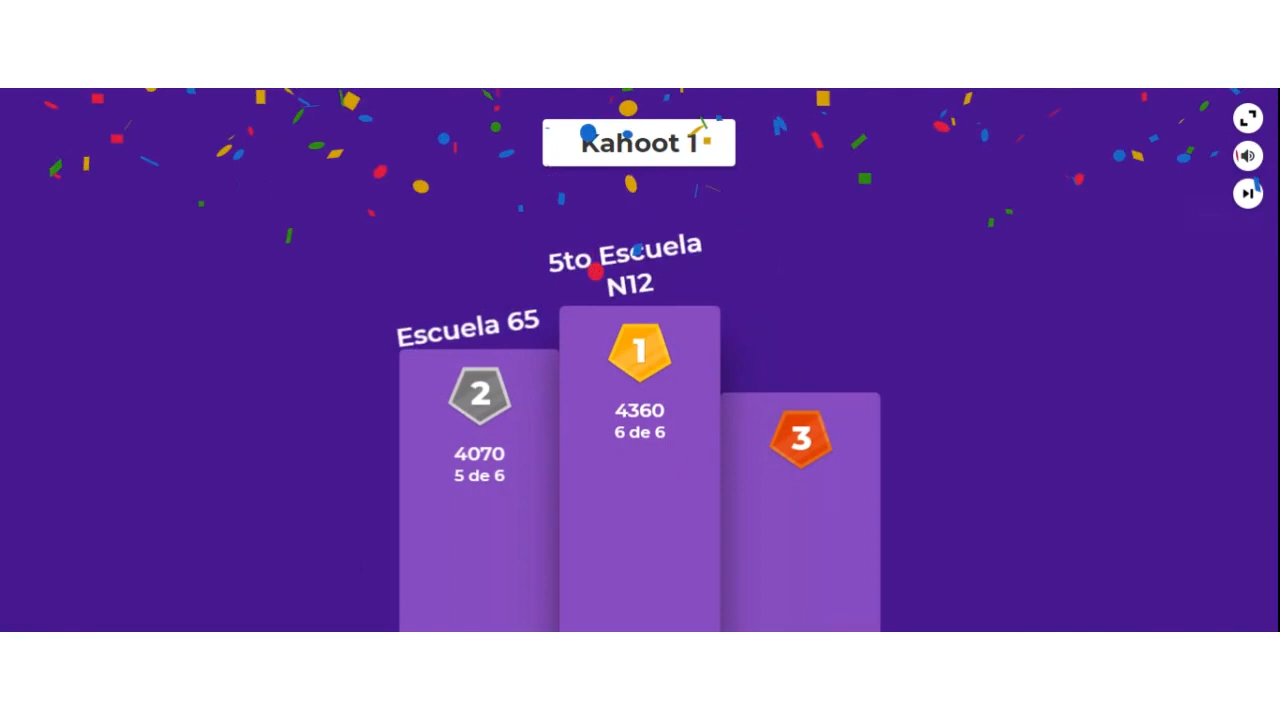 Kahoot 1
5to Escuela
N12
Escuela 65
1
4360
6 de 6
2
4070
5 de 6
3